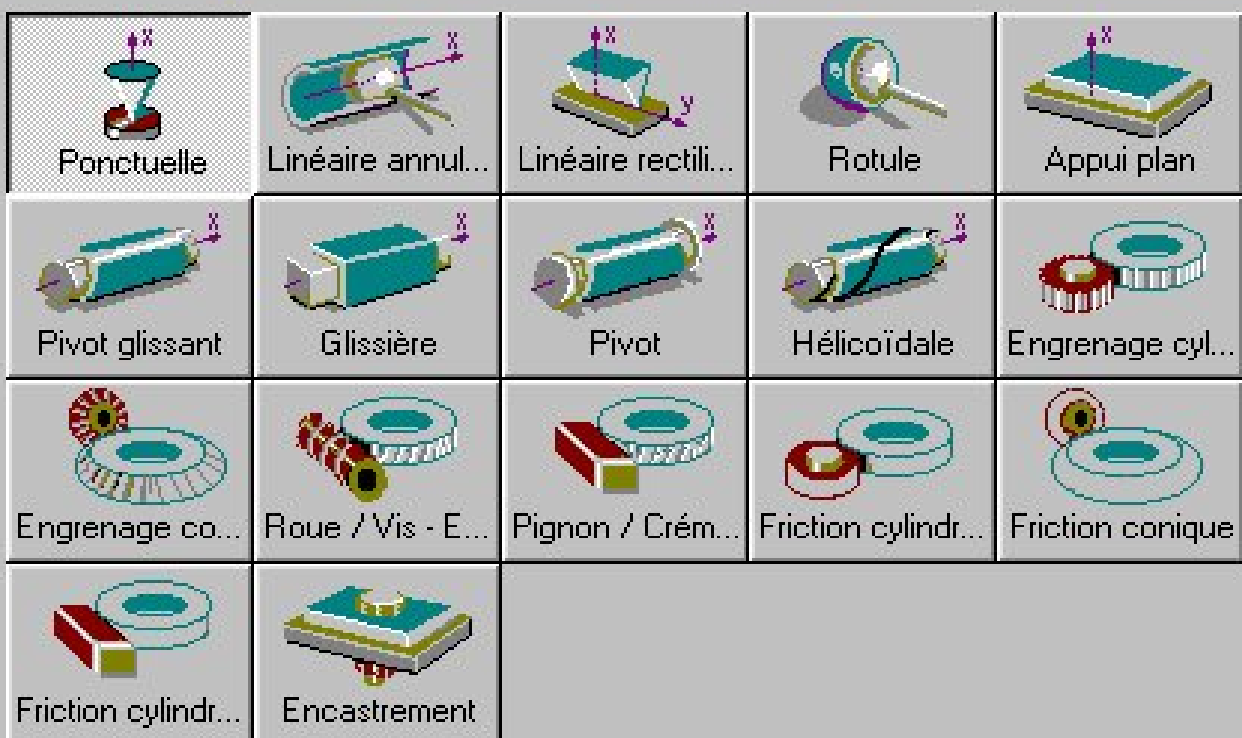 x
Ponctuelle
x
Linéaire annul...
x
y
Linéaire rectili...
Rotule
x
Appui plan
x
Pivot glissant
x
Glissière
x
Pivot
x
Hélicoïdale
Engrenage cyl...
Engrenage co...
Roue / Vis - E...
Pignon / Crém...
Friction cylindr...
Friction conique
Friction cylindr...
Encastrement